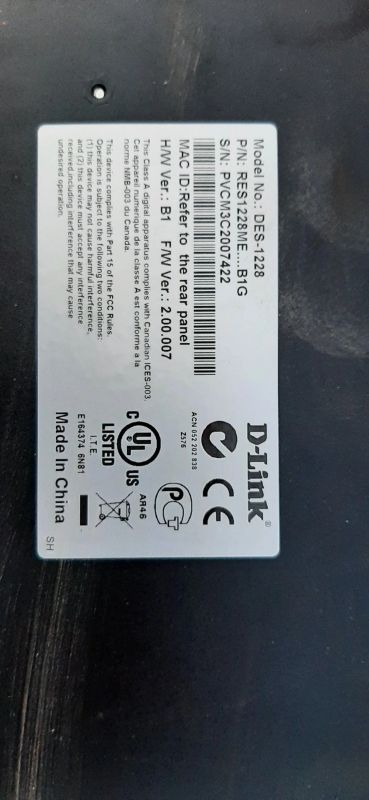 Model No.: DES-1228
P/N: RES1228ME....B1G
S/N: PVCM3C2007422
MAC ID:Refer to the rear panel
H/W Ver.: B1 F/W Ver.: 2.00.007
This Class A digital apparatus complies with Canadian ICES-003.
Cet appareil numérique de la classe A est conforme à la
norme NMB-003 du Canada.
This device complies with Part 15 of the FCC Rules.
Operation is subject to the following two conditions:
(1) this device may not cause harmful interference,
and (2) this device must accept any interference
received,including interference that may cause
undesired operation.
D-Link®
CE
ACN 052 202 838
Z576
AR46
C UL US
®
LISTED
I.T.E.
E164374 6N81
Made In China
SH